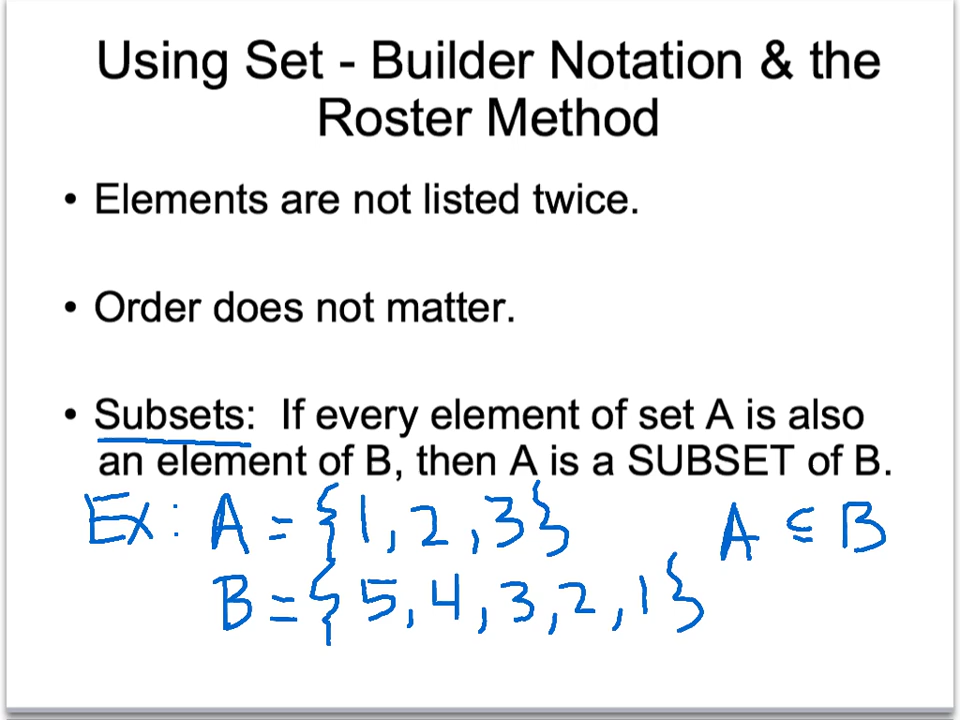 Using Set - Builder Notation & the
Roster Method
• Elements are not listed twice.
• Order does not matter.
• Subsets: If every element of set A is also
an element of B, then A is a SUBSET of B.
Ex: A = {1, 2, 3} A ⊆ B
B = {5, 4, 3, 2, 1}